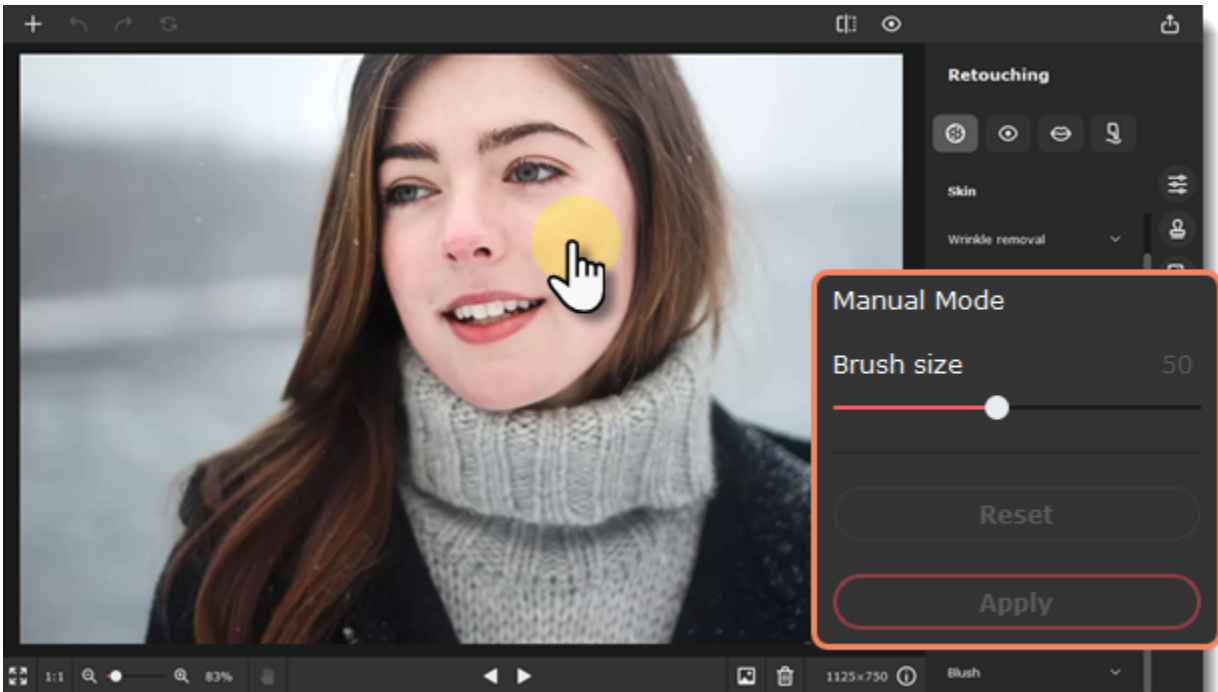 Retouching
Skin
Wrinkle removal
Manual Mode
Brush size 50
Reset
Apply
1:1
83%
1125×750
Blush